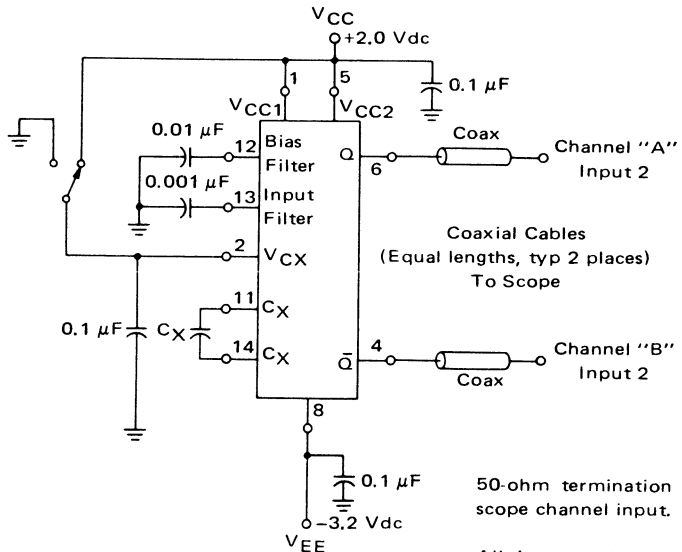 VCC
+2.0 Vdc
1
5
0.1 µF
VCC1
VCC2
Coax
0.01 µF
12
Bias
Filter
Q
6
Channel "A"
Input 2
0.001 µF
13
Input
Filter
Coaxial Cables
(Equal lengths, typ 2 places)
To Scope
2
VCX
11
CX
0.1 µF
CX
14
CX
4
Q̄
Channel "B"
Input 2
Coax
8
0.1 µF
50-ohm termination
scope channel input.
−3.2 Vdc
VEE